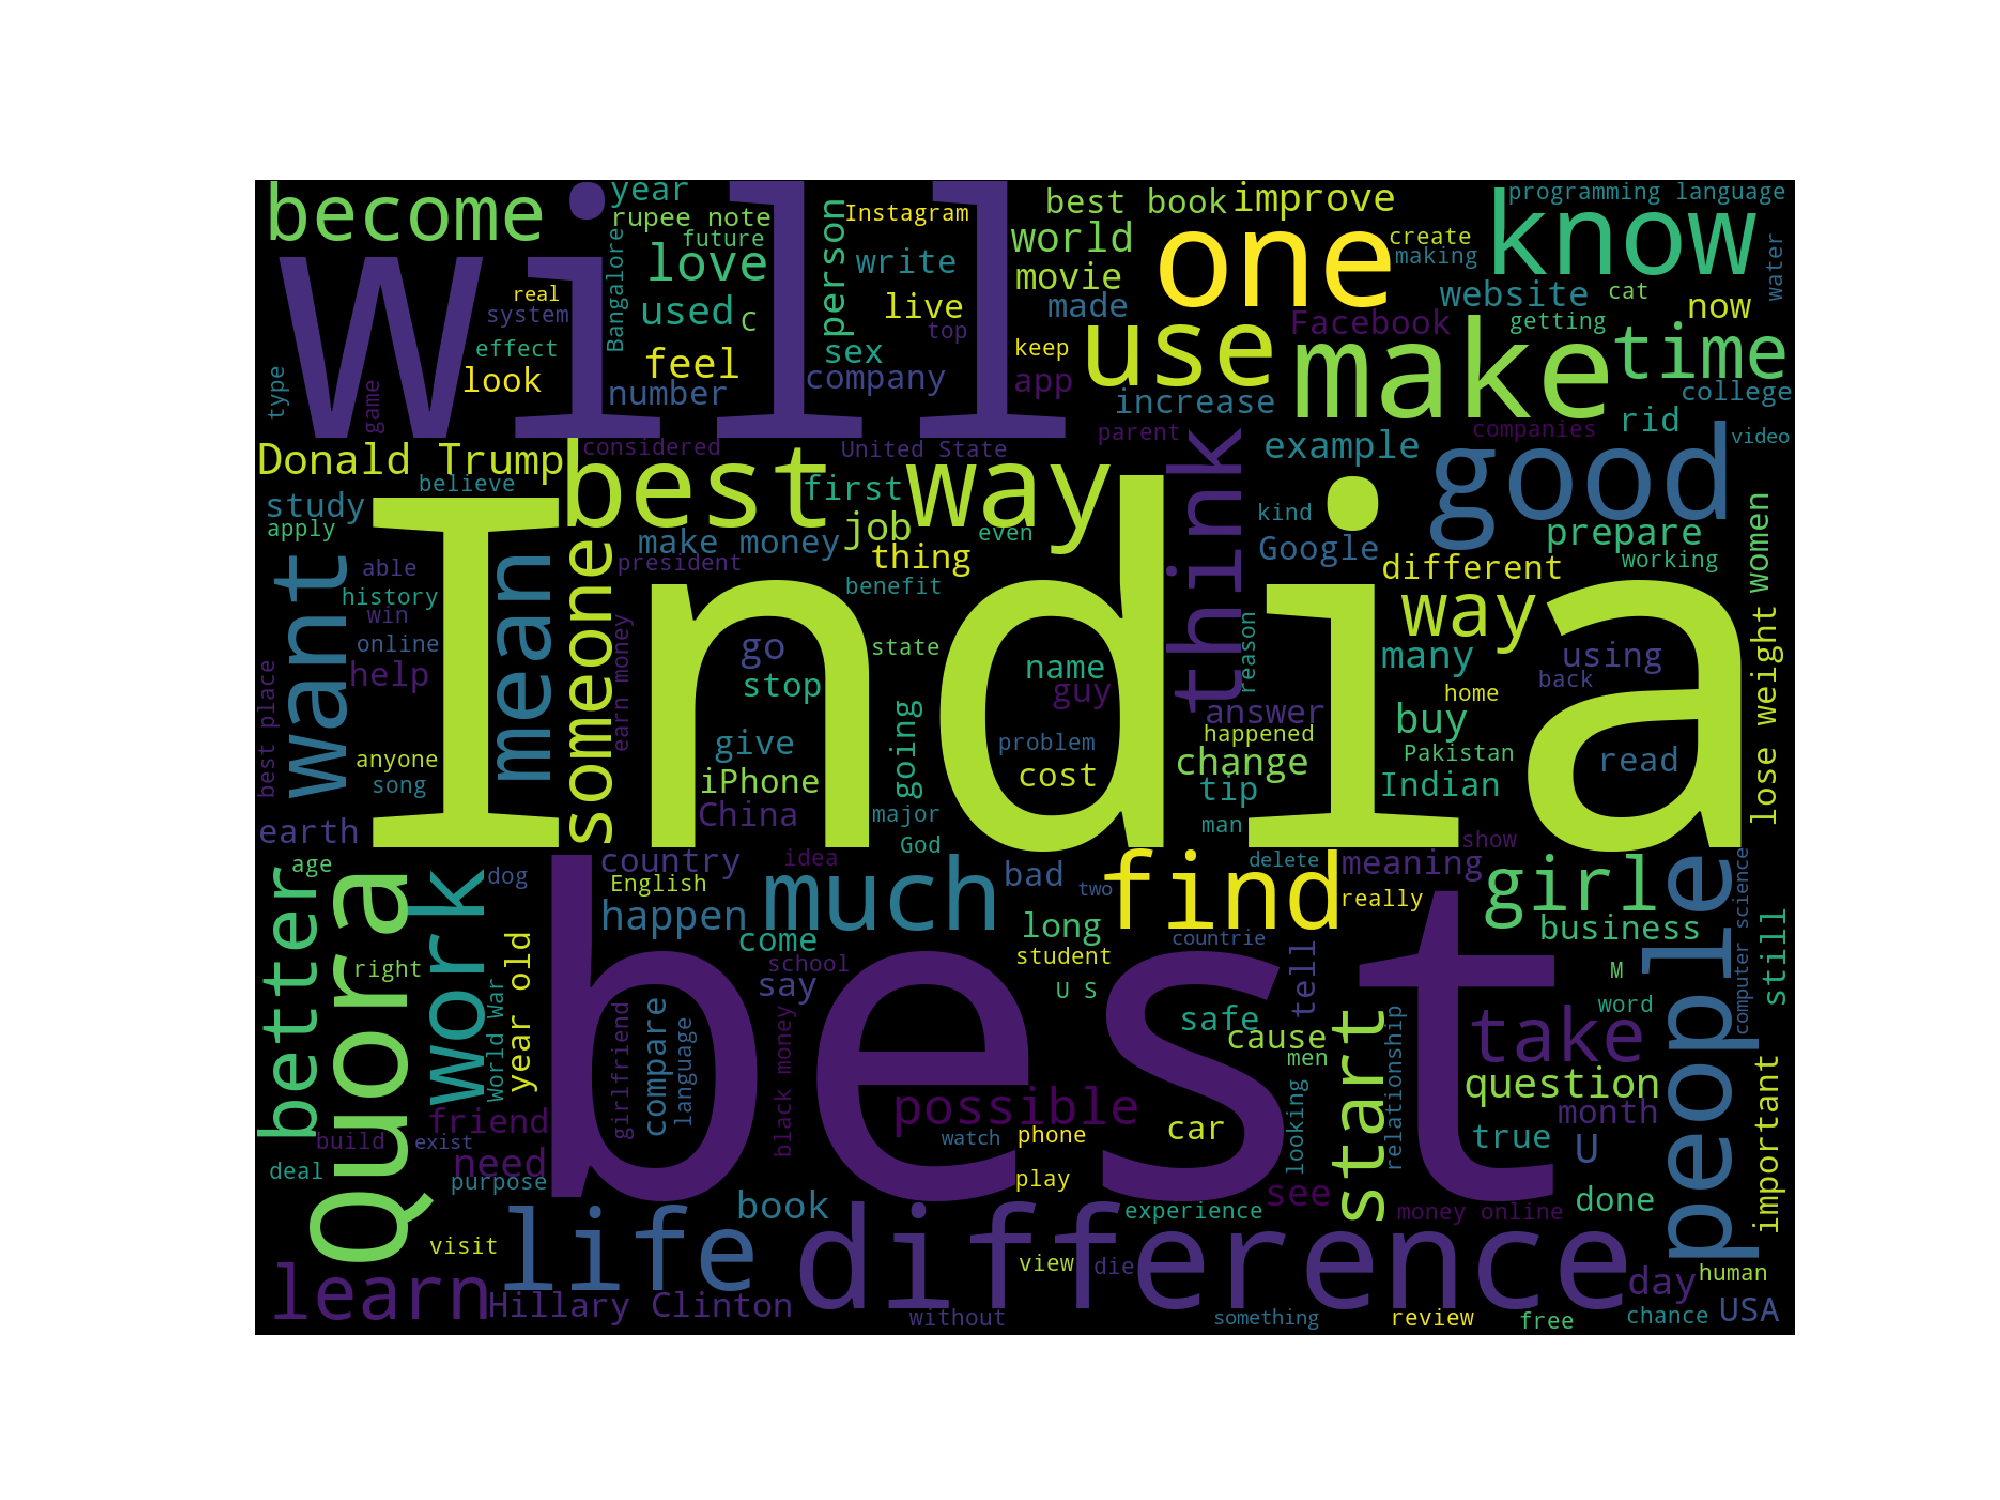 become
will
year
rupee note
future
love
Bangalore
real
system
used
C
effect
feel
look
number
type
game
person
Instagram
write
live
top
sex
company
best book
improve
world
movie
one
made
use
keep
app
increase
parent
programming language
create
making
know
water
website
cat
now
Facebook
getting
make
time
college
rid
companies
video
example
good
Donald Trump
considered
United State
believe
best way
first
study
apply
job
even
make money
thing
president
benefit
think
kind
Google
prepare
working
women
different
way
want
able
history
win
online
help
mean
someone
India
earn money
go
stop
state
name
guy
reason
many
using
home
back
lose weight
answer
buy
happened
Pakistan
read
change
Indian
tip
best place
anyone
song
give
iPhone
going
problem
cost
China
major
man
God
earth
show
age
country
idea
delete
meaning
dog
English
much
bad
two
find
really
girl
people
better
Quora
work
happen
come
long
countrie
business
computer science
still
right
year old
school
say
student
tell
U S
M
word
World War
best
girlfriend
compare
language
black money
safe
cause
men
start
relationship
take
question
important
friend
possible
month
build
exist
watch
phone
car
looking
true
U
deal
need
purpose
play
book
see
done
experience
money online
life
difference
visit
view
die
human
learn
day
Hillary Clinton
without
something
review
free
chance
USA